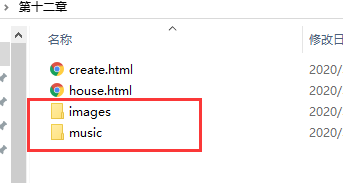 第十二章
名称 修改日
create.html 2020/
house.html 2020/
images 2020/
music 2020/